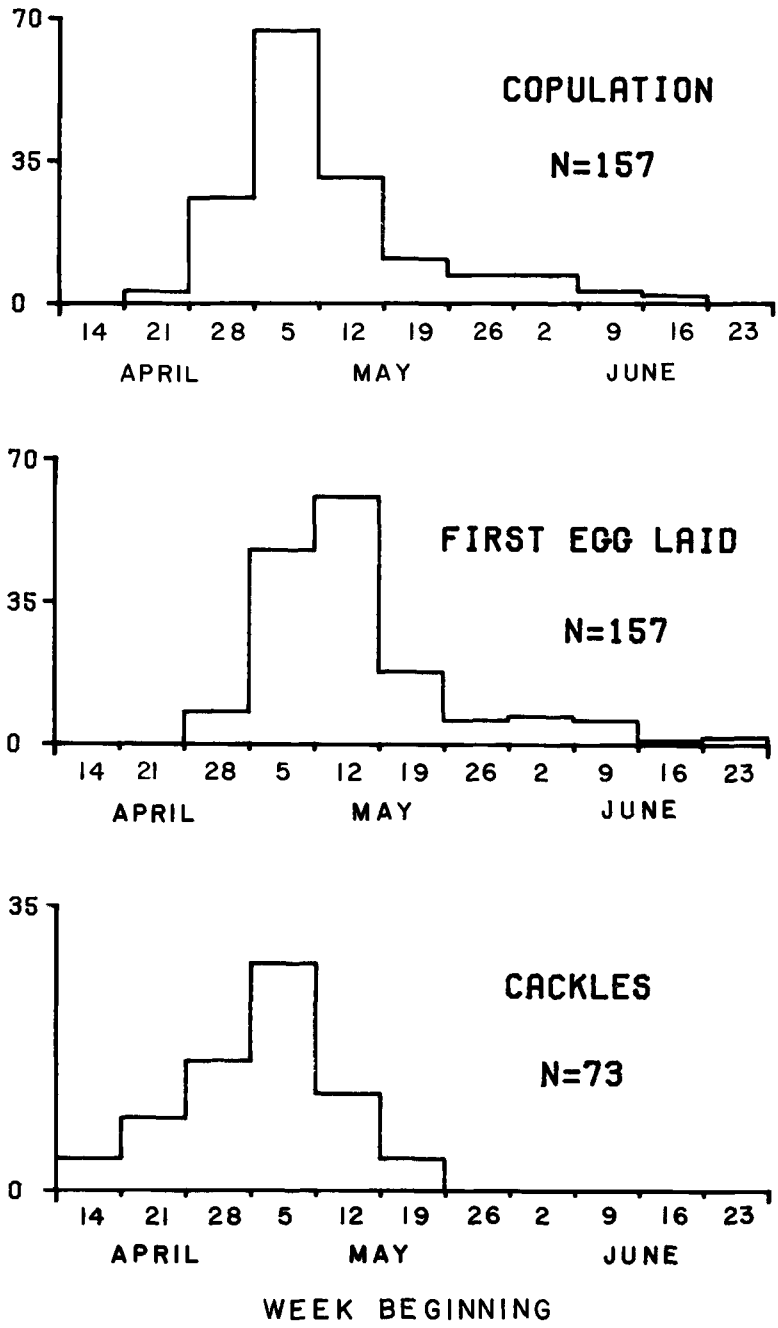 70
COPULATION
N=157
35
0
14 21 28 5 12 19 26 2 9 16 23
APRIL MAY JUNE
70
FIRST EGG LAID
35
N=157
0
14 21 28 5 12 19 26 2 9 16 23
APRIL MAY JUNE
35
CACKLES
N=73
0
14 21 28 5 12 19 26 2 9 16 23
APRIL MAY JUNE
WEEK BEGINNING